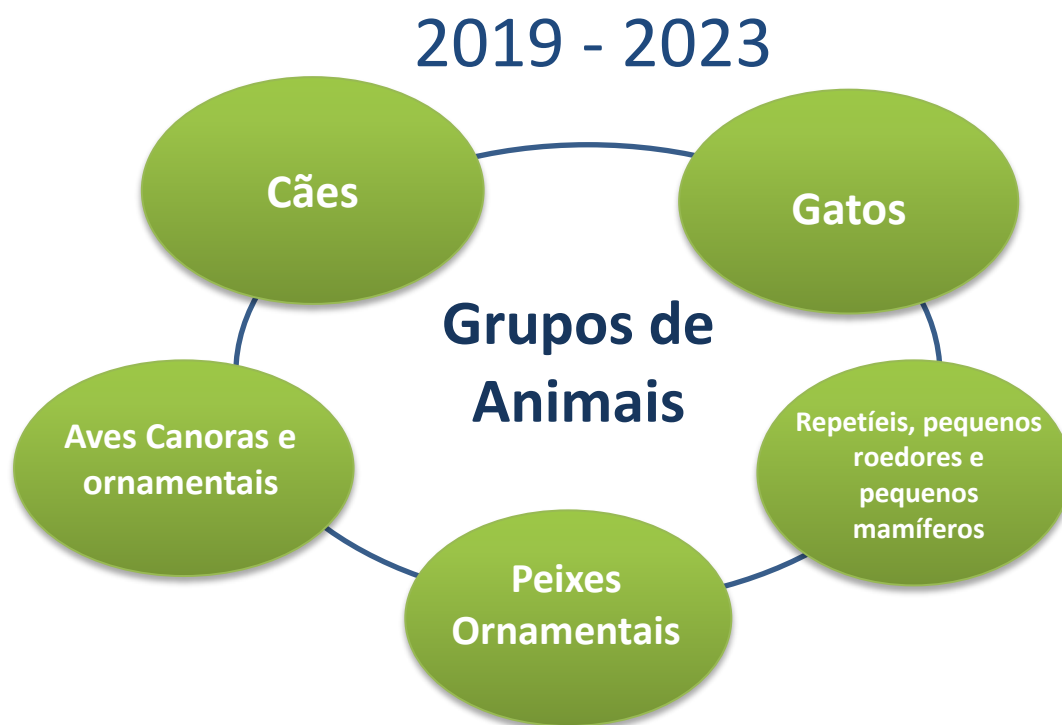 2019 - 2023
Cães
Gatos
Grupos de
Animais
Aves Canoras e
ornamentais
Repetíeis, pequenos
roedores e
pequenos
mamíferos
Peixes
Ornamentais